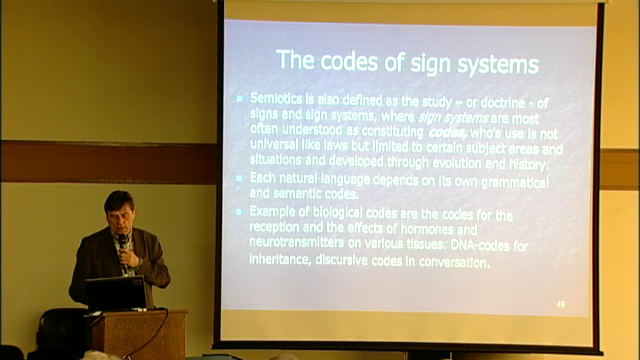 The codes of sign systems
Semiotics is also defined as the study – or doctrine - of
signs and sign systems, where sign systems are most
often understood as constituting codes, who's use is not
universal like laws but limited to certain subject areas and
situations and developed through evolution and history.
Each natural language depends on its own grammatical
and semantic codes.
Example of biological codes are the codes for the
reception and the effects of hormones and
neurotransmitters on various tissues. DNA-codes for
inheritance, discursive codes in conversation.
49